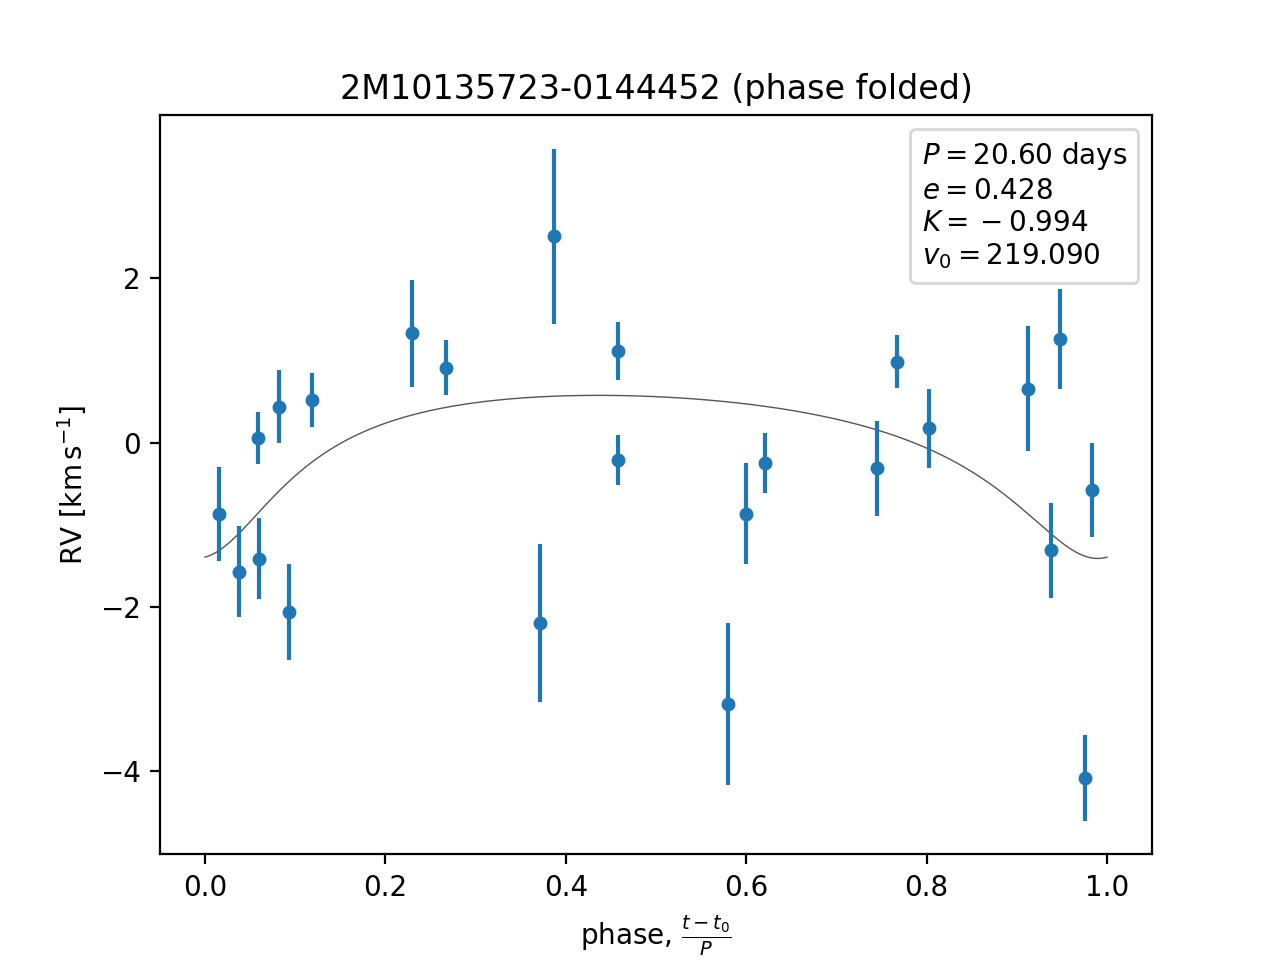 2M10135723-0144452 (phase folded)
P = 20.60 days
e = 0.428
K = −0.994
v₀ = 219.090
2
0
−2
−4
RV [km s⁻¹]
0.0 0.2 0.4 0.6 0.8 1.0
phase, (t − t₀)/P